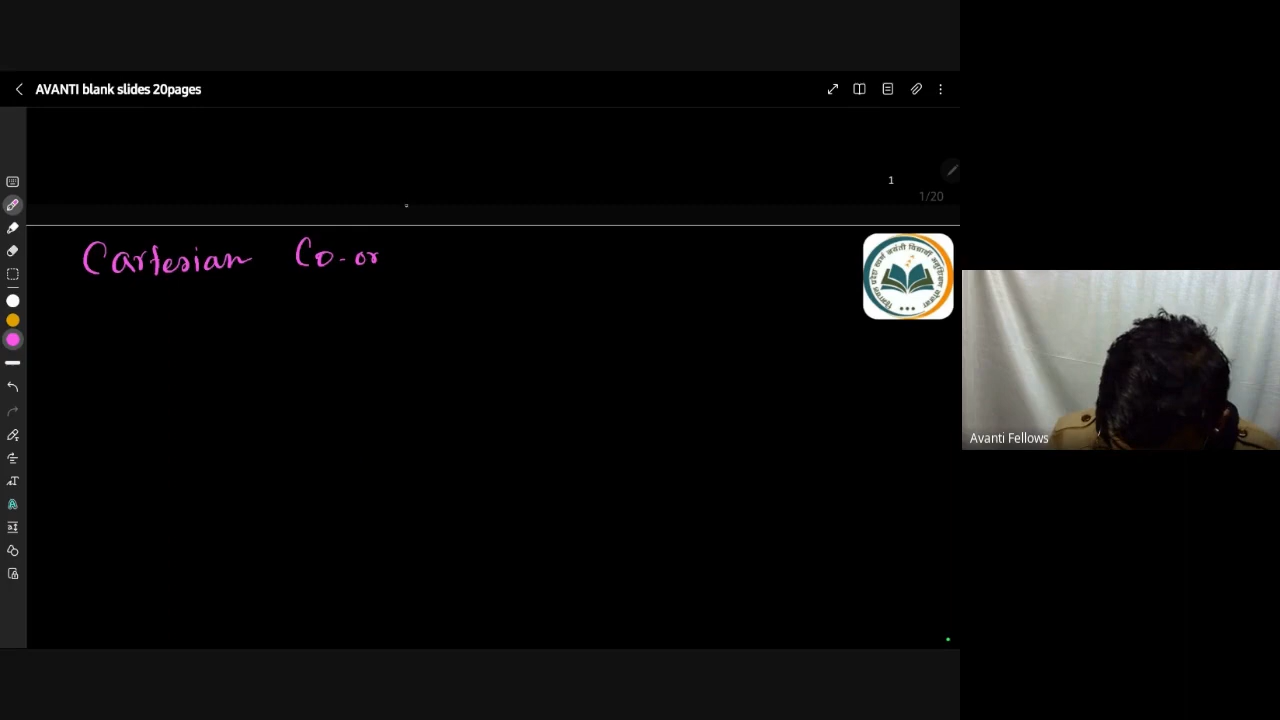 AVANTI blank slides 20pages
1
1/20
Cartesian Co-or
Avanti Fellows